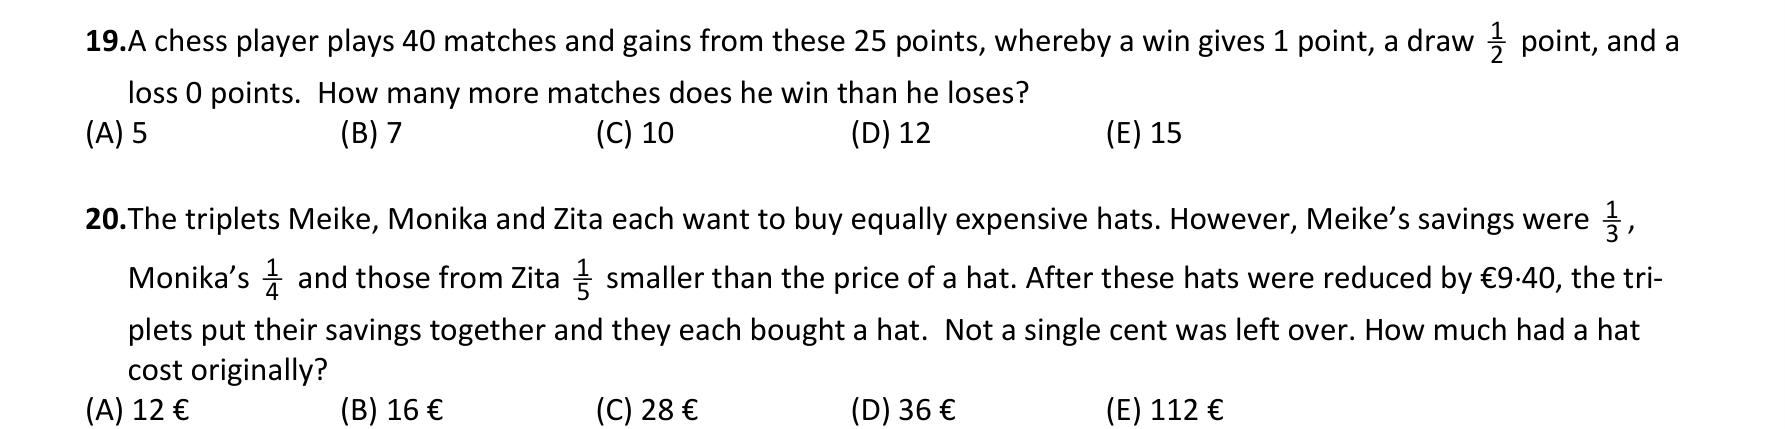 19.A chess player plays 40 matches and gains from these 25 points, whereby a win gives 1 point, a draw 1/2 point, and a
loss 0 points. How many more matches does he win than he loses?
(A) 5 (B) 7 (C) 10 (D) 12 (E) 15
20.The triplets Meike, Monika and Zita each want to buy equally expensive hats. However, Meike’s savings were 1/3,
Monika’s 1/4 and those from Zita 1/5 smaller than the price of a hat. After these hats were reduced by €9·40, the tri-
plets put their savings together and they each bought a hat. Not a single cent was left over. How much had a hat
cost originally?
(A) 12 € (B) 16 € (C) 28 € (D) 36 € (E) 112 €